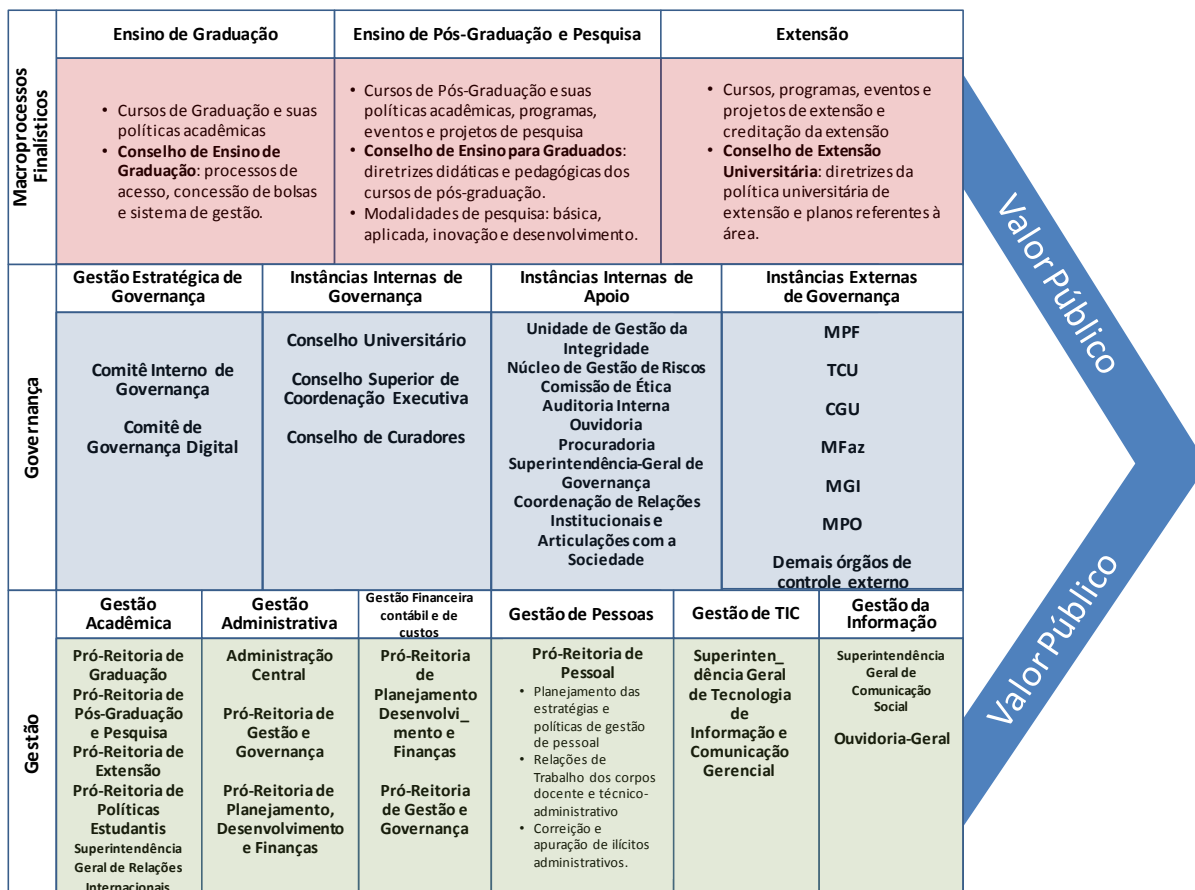 Macroprocessos
Finalísticos
Ensino de Graduação
• Cursos de Graduação e suas
políticas acadêmicas
• Conselho de Ensino de
Graduação: processos de
acesso, concessão de bolsas
e sistema de gestão.
Ensino de Pós-Graduação e Pesquisa
• Cursos de Pós-Graduação e suas
políticas acadêmicas, programas,
eventos e projetos de pesquisa
• Conselho de Ensino para Graduados:
diretrizes didáticas e pedagógicas dos
cursos de pós-graduação.
• Modalidades de pesquisa: básica,
aplicada, inovação e desenvolvimento.
Extensão
• Cursos, programas, eventos e
projetos de extensão e
creditação da extensão
• Conselho de Extensão
Universitária: diretrizes da
política universitária de
extensão e planos referentes à
área.
Governança
Gestão Estratégica de
Governança
Comitê Interno de
Governança
Comitê de
Governança Digital
Instâncias Internas de
Governança
Conselho Universitário
Conselho Superior de
Coordenação Executiva
Conselho de Curadores
Instâncias Internas de
Apoio
Unidade de Gestão da
Integridade
Núcleo de Gestão de Riscos
Comissão de Ética
Auditoria Interna
Ouvidoria
Procuradoria
Superintendência-Geral de
Governança
Coordenação de Relações
Institucionais e
Articulações com a
Sociedade
Instâncias Externas
de Governança
MPF
TCU
CGU
MFaz
MGI
MPO
Demais órgãos de
controle externo
Gestão
Gestão
Acadêmica
Pró-Reitoria de
Graduação
Pró-Reitoria de
Pós-Graduação
e Pesquisa
Pró-Reitoria de
Extensão
Pró-Reitoria de
Políticas
Estudantis
Superintendência
Geral de Relações
Internacionais
Gestão
Administrativa
Administração
Central
Pró-Reitoria de
Gestão e
Governança
Pró-Reitoria de
Planejamento,
Desenvolvimento
e Finanças
Gestão Financeira
contábil e de
custos
Pró-Reitoria
de
Planejamento
Desenvolvi_
mento e
Finanças
Pró-Reitoria
de Gestão e
Governança
Gestão de Pessoas
Pró-Reitoria de
Pessoal
• Planejamento das
estratégias e
políticas de gestão
de pessoal
• Relações de
Trabalho dos corpos
docente e técnico-
administrativo
• Correição e
apuração de ilícitos
administrativos.
Gestão de TIC
Superinten_
dência Geral
de Tecnologia
de
Informação e
Comunicação
Gerencial
Gestão da
Informação
Superintendência
Geral de
Comunicação
Social
Ouvidoria-Geral
Valor Público
Valor Público